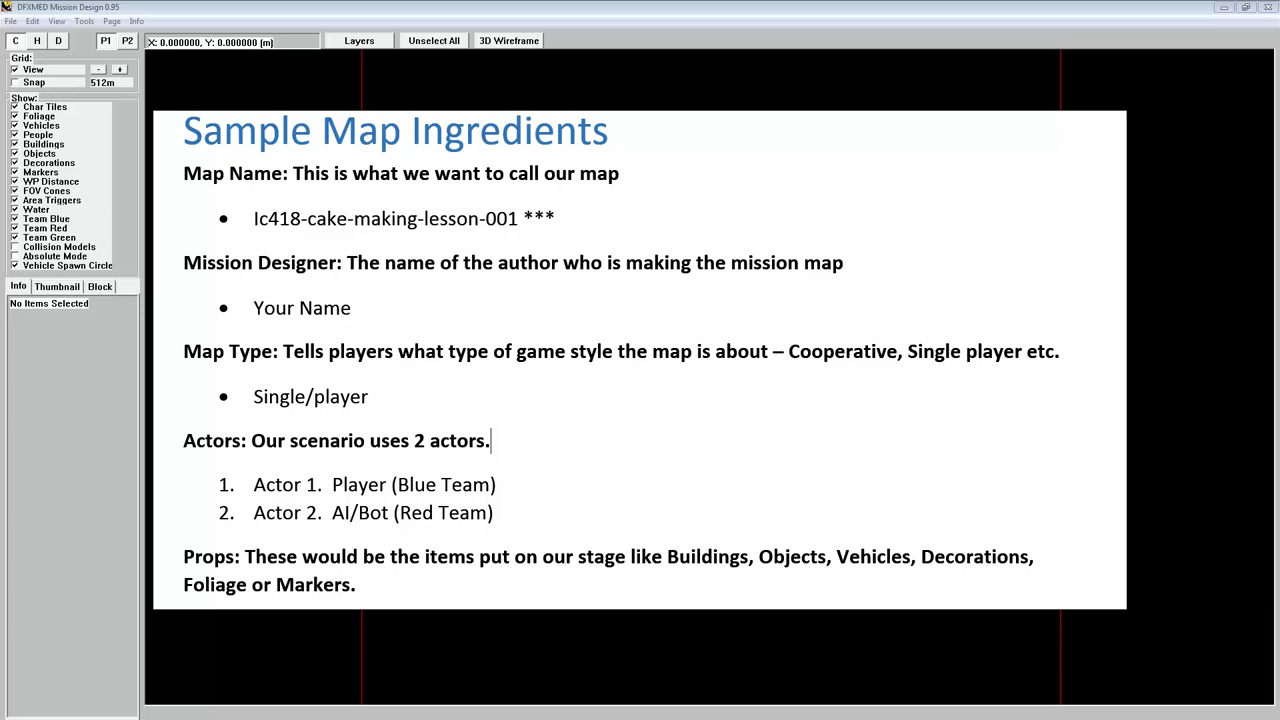 DFXMED Mission Design 0.95
File Edit View Tools Page Info
C H D P1 P2 X: 0.000000, Y: 0.000000 (m) Layers Unselect All 3D Wireframe
Grid:
View - +
Snap 512m
Show:
Char Tiles
Foliage
Vehicles
People
Buildings
Objects
Decorations
Markers
WP Distance
FOV Cones
Area Triggers
Water
Team Blue
Team Red
Team Green
Collision Models
Absolute Mode
Vehicle Spawn Circle
Info Thumbnail Block
No Items Selected
Sample Map Ingredients
Map Name: This is what we want to call our map
• Ic418-cake-making-lesson-001 ***
Mission Designer: The name of the author who is making the mission map
• Your Name
Map Type: Tells players what type of game style the map is about – Cooperative, Single player etc.
• Single/player
Actors: Our scenario uses 2 actors.
1. Actor 1. Player (Blue Team)
2. Actor 2. AI/Bot (Red Team)
Props: These would be the items put on our stage like Buildings, Objects, Vehicles, Decorations,
Foliage or Markers.